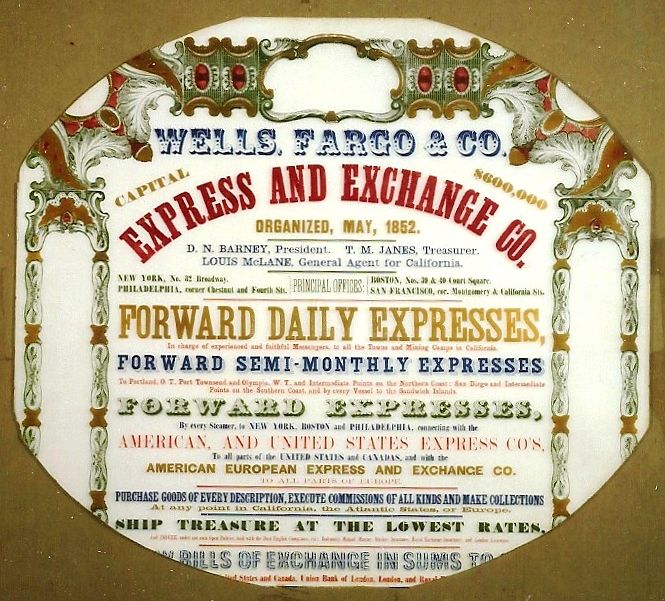 WELLS, FARGO & CO.
CAPITAL $600,000
EXPRESS AND EXCHANGE CO.
ORGANIZED, MAY, 1852.
D. N. BARNEY, President. T. M. JANES, Treasurer.
LOUIS McLANE, General Agent for California.
NEW YORK, No. 82 Broadway.
PHILADELPHIA, corner Chestnut and Fourth Sts.
PRINCIPAL OFFICES:
BOSTON, Nos. 39 & 40 Court Square.
SAN FRANCISCO, cor. Montgomery & California Sts.
FORWARD DAILY EXPRESSES,
In charge of experienced and faithful Messengers, to all the Towns and Mining Camps in California.
FORWARD SEMI-MONTHLY EXPRESSES
To Portland, O. T. Port Townsend and Olympia, W. T. and Intermediate Points on the Northern Coast; San Diego and Intermediate
Points on the Southern Coast, and by every Vessel to the Sandwich Islands.
FORWARD EXPRESSES,
By every Steamer, to NEW YORK, BOSTON and PHILADELPHIA, connecting with the
AMERICAN, AND UNITED STATES EXPRESS CO'S,
To all parts of the UNITED STATES and CANADAS, and with the
AMERICAN EUROPEAN EXPRESS AND EXCHANGE CO.
TO ALL PARTS OF EUROPE.
PURCHASE GOODS OF EVERY DESCRIPTION, EXECUTE COMMISSIONS OF ALL KINDS AND MAKE COLLECTIONS
At any point in California, the Atlantic States, or Europe.
SHIP TREASURE AT THE LOWEST RATES,
BILLS OF EXCHANGE IN SUMS TO
States and Canada, Union Bank of London, London, and